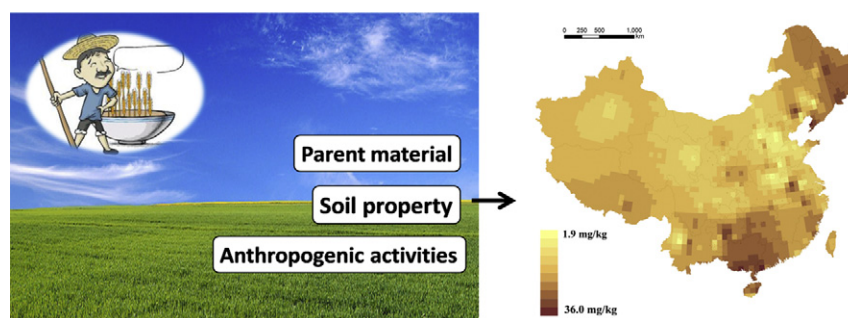 0 250 500 1,000
km
Parent material
Soil property
Anthropogenic activities
1.9 mg/kg
36.0 mg/kg